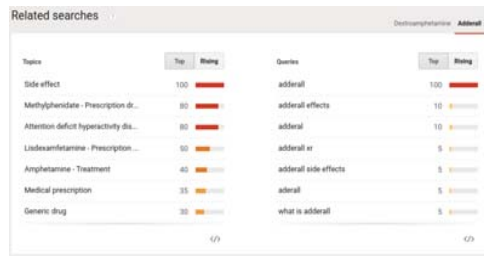 Related searches
Dextroamphetamine Adderall
Topics Top Rising
Side effect 100
Methylphenidate - Prescription dr...
80
Attention deficit hyperactivity dis... 80
Lisdexamfetamine - Prescription ... 50
Amphetamine - Treatment 40
Medical prescription 35
Generic drug 30
</>
Queries Top Rising
adderall 100
adderall effects 10
adderal 10
adderall xr 5
adderall side effects 5
aderall 5
what is adderall 5
</>